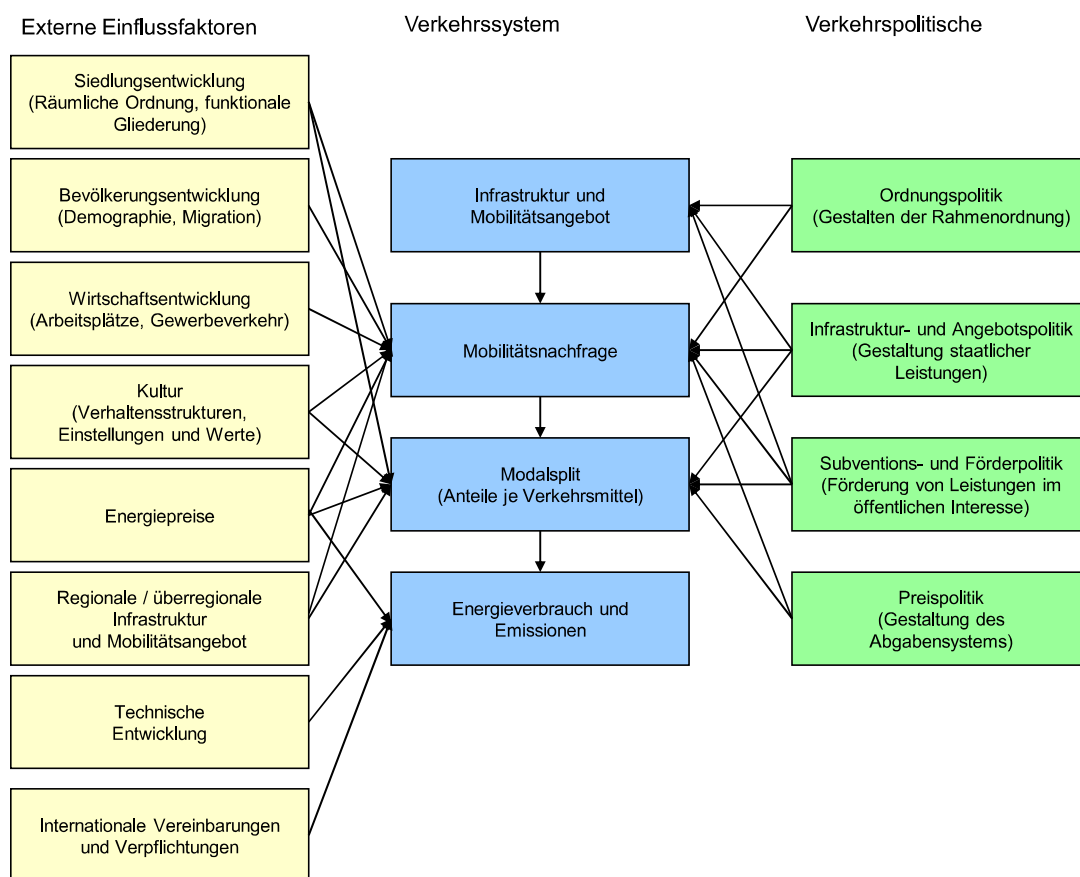 Externe Einflussfaktoren
Siedlungsentwicklung
(Räumliche Ordnung, funktionale
Gliederung)
Bevölkerungsentwicklung
(Demographie, Migration)
Wirtschaftsentwicklung
(Arbeitsplätze, Gewerbeverkehr)
Kultur
(Verhaltensstrukturen,
Einstellungen und Werte)
Energiepreise
Regionale / überregionale
Infrastruktur
und Mobilitätsangebot
Technische
Entwicklung
Internationale Vereinbarungen
und Verpflichtungen
Verkehrssystem
Infrastruktur und
Mobilitätsangebot
Mobilitätsnachfrage
Modalsplit
(Anteile je Verkehrsmittel)
Energieverbrauch und
Emissionen
Verkehrspolitische
Ordnungspolitik
(Gestalten der Rahmenordnung)
Infrastruktur- und Angebotspolitik
(Gestaltung staatlicher
Leistungen)
Subventions- und Förderpolitik
(Förderung von Leistungen im
öffentlichen Interesse)
Preispolitik
(Gestaltung des
Abgabensystems)